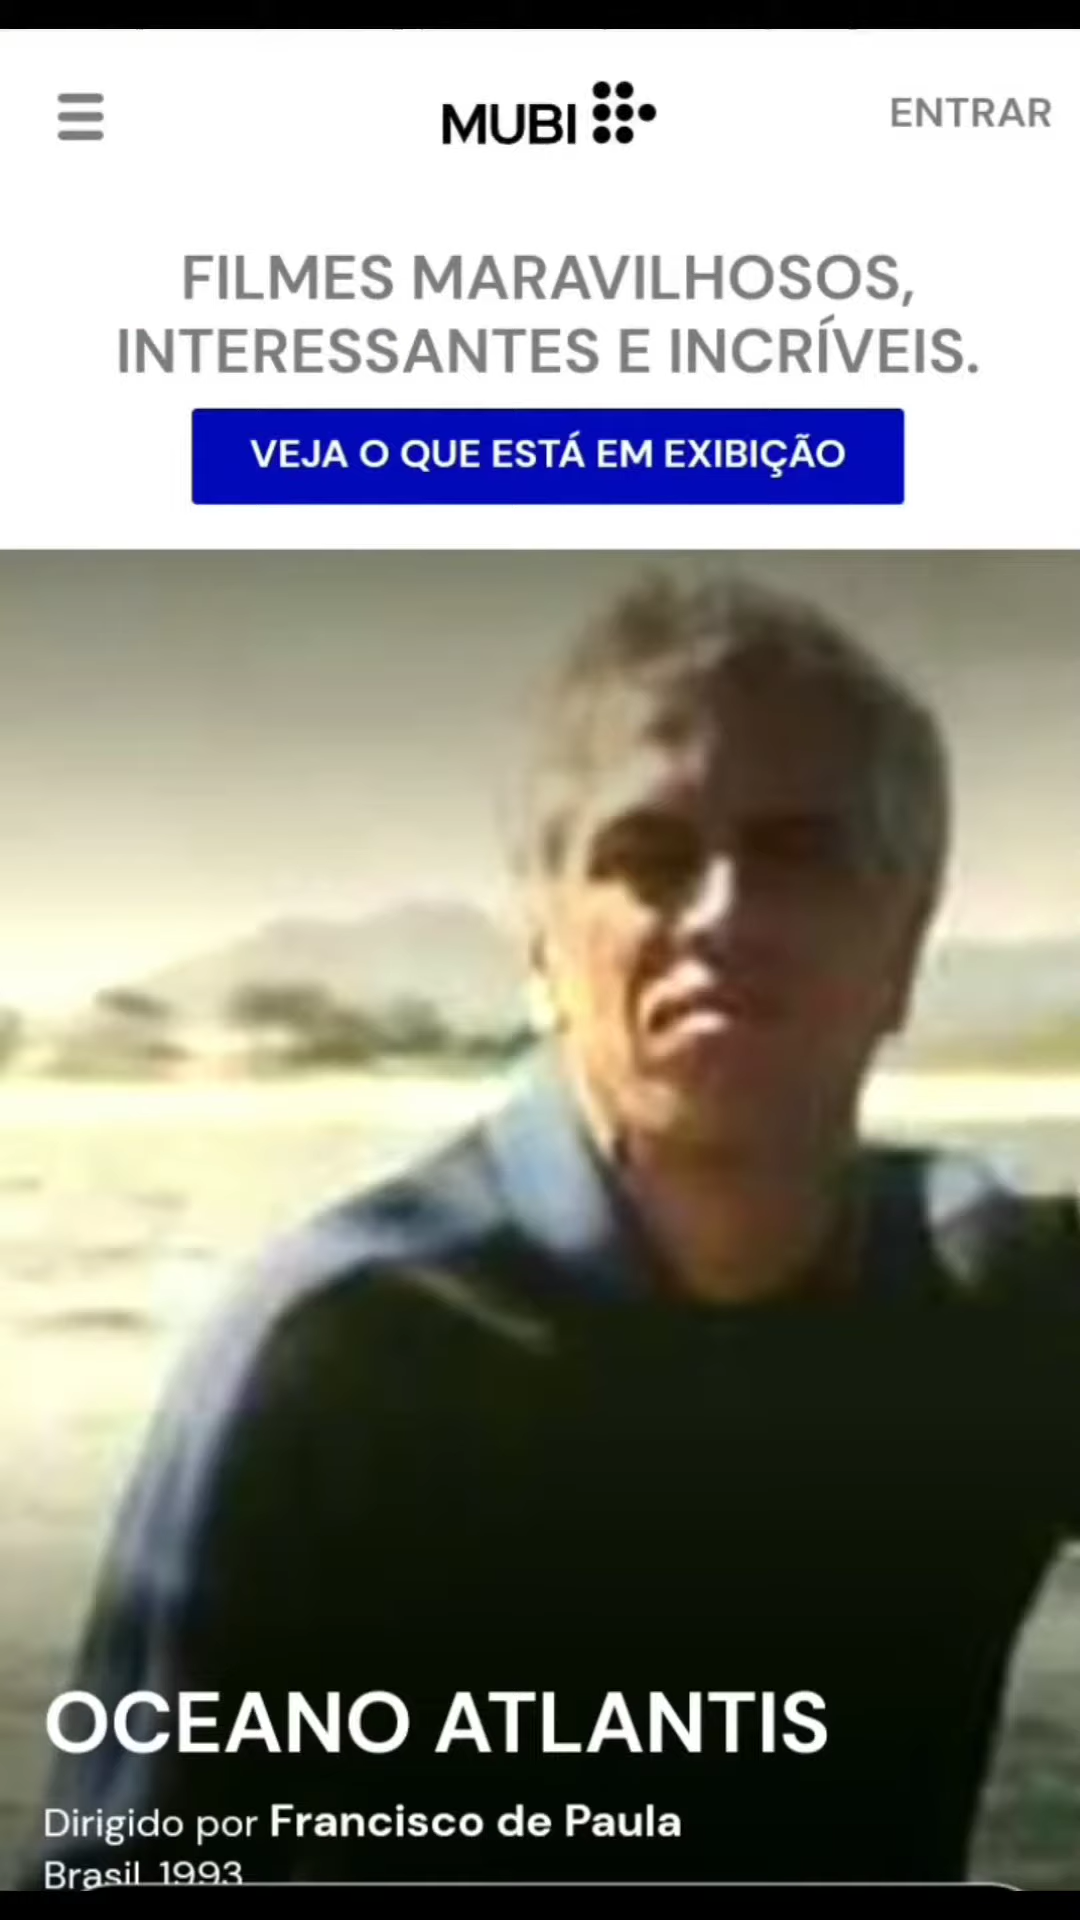 MUBI
ENTRAR
FILMES MARAVILHOSOS,
INTERESSANTES E INCRÍVEIS.
VEJA O QUE ESTÁ EM EXIBIÇÃO
OCEANO ATLANTIS
Dirigido por Francisco de Paula
Brasil, 1993